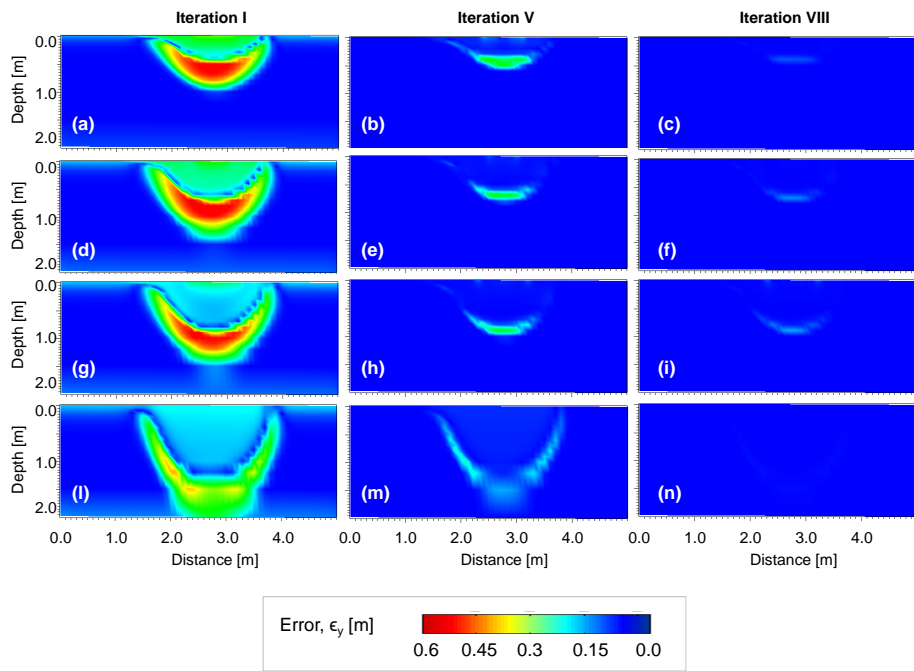 Iteration I Iteration V Iteration VIII
0.0
Depth [m]
1.0
2.0
(a) (b) (c)
0.0
Depth [m]
1.0
2.0
(d) (e) (f)
0.0
Depth [m]
1.0
2.0
(g) (h) (i)
0.0
Depth [m]
1.0
2.0
(l) (m) (n)
0.0 1.0 2.0 3.0 4.0 0.0 1.0 2.0 3.0 4.0 0.0 1.0 2.0 3.0 4.0
Distance [m] Distance [m] Distance [m]
Error, ϵy [m]
0.6 0.45 0.15 0.0